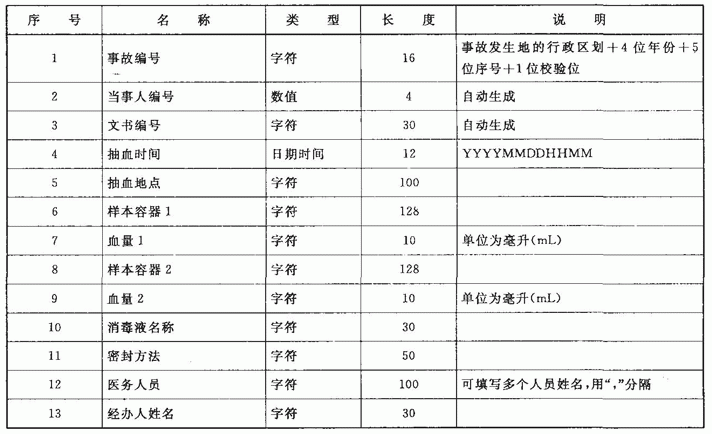 序 号 名 称 类 型 长 度 说 明
1 事故编号 字符 16 事故发生地的行政区划+4位年份+5
位序号+1位校验位
2 当事人编号 数值 4 自动生成
3 文书编号 字符 30 自动生成
4 抽血时间 日期时间 12 YYYYMMDDHHMM
5 抽血地点 字符 100
6 样本容器1 字符 128
7 血量1 字符 10 单位为毫升(mL)
8 样本容器2 字符 128
9 血量2 字符 10 单位为毫升(mL)
10 消毒液名称 字符 30
11 密封方法 字符 50
12 医务人员 字符 100 可填写多个人员姓名,用“,”分隔
13 经办人姓名 字符 30